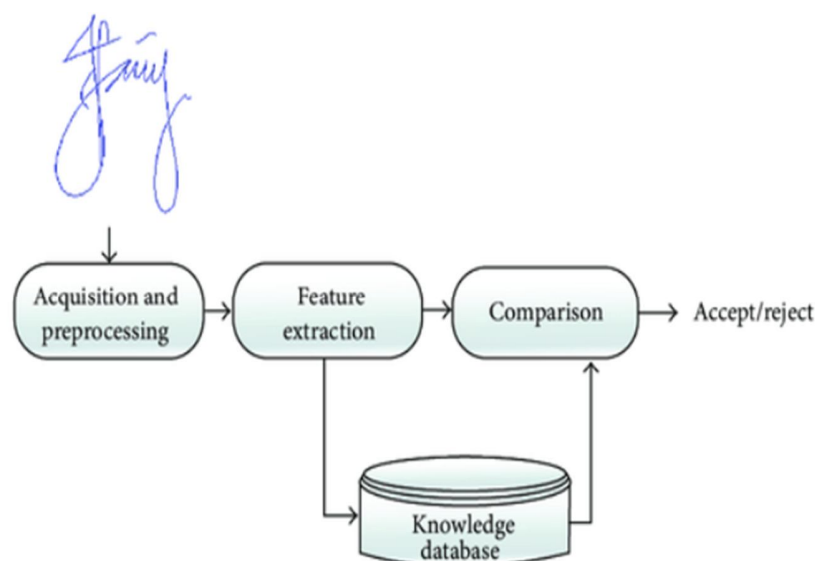 Acquisition and
preprocessing
Feature
extraction
Comparison
Accept/reject
Knowledge
database